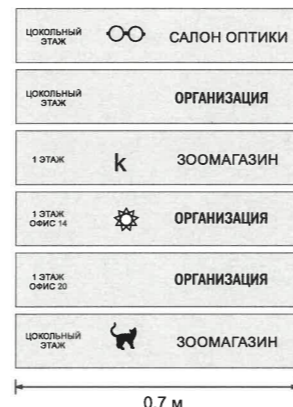 ЦОКОЛЬНЫЙ
ЭТАЖ
САЛОН ОПТИКИ
ЦОКОЛЬНЫЙ
ЭТАЖ
ОРГАНИЗАЦИЯ
1 ЭТАЖ
k
ЗООМАГАЗИН
1 ЭТАЖ
ОФИС 14
ОРГАНИЗАЦИЯ
1 ЭТАЖ
ОФИС 20
ОРГАНИЗАЦИЯ
ЦОКОЛЬНЫЙ
ЭТАЖ
ЗООМАГАЗИН
0,7 м